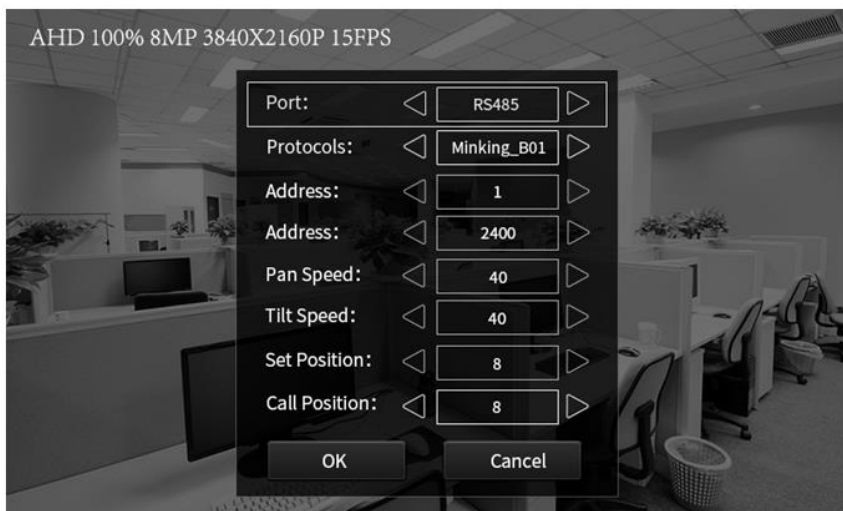 AHD 100% 8MP 3840X2160P 15FPS
Port: RS485
Protocols: Minking_B01
Address: 1
Address: 2400
Pan Speed: 40
Tilt Speed: 40
Set Position: 8
Call Position: 8
OK Cancel